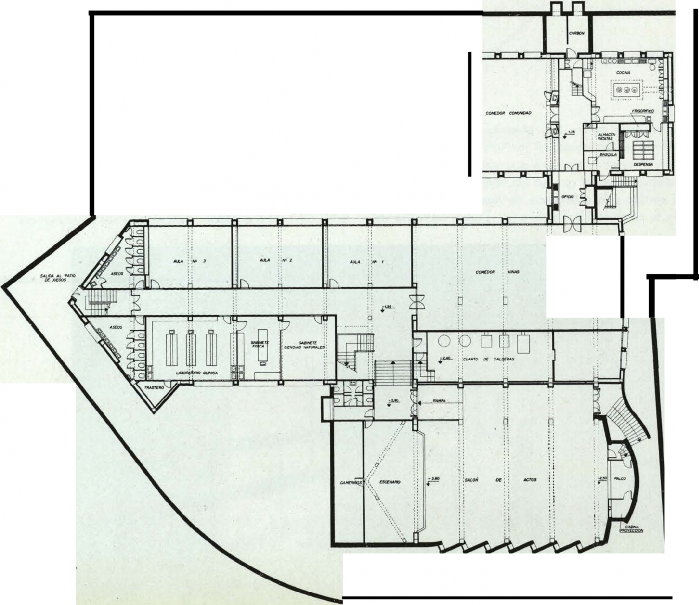 CARBON
COCINA
COMEDOR COMUNIDAD
FRIGORIFICO
ALMACEN
BASCULA
DESPENSA
OFICIO
AULA Nº 3
AULA Nº 2
AULA Nº 1
COMEDOR NIÑAS
ASEOS
SALIDA AL PATIO
DE JUEGOS
ASEOS
LABORATORIO QUIMICA
GABINETE
FISICA
GABINETE
CIENCIAS NATURALES
CUARTO DE CALDERAS
TRASTERO
RAMPA
CAMERINOS
ESCENARIO
SALON DE ACTOS
PALCO
CABINA
PROYECCION